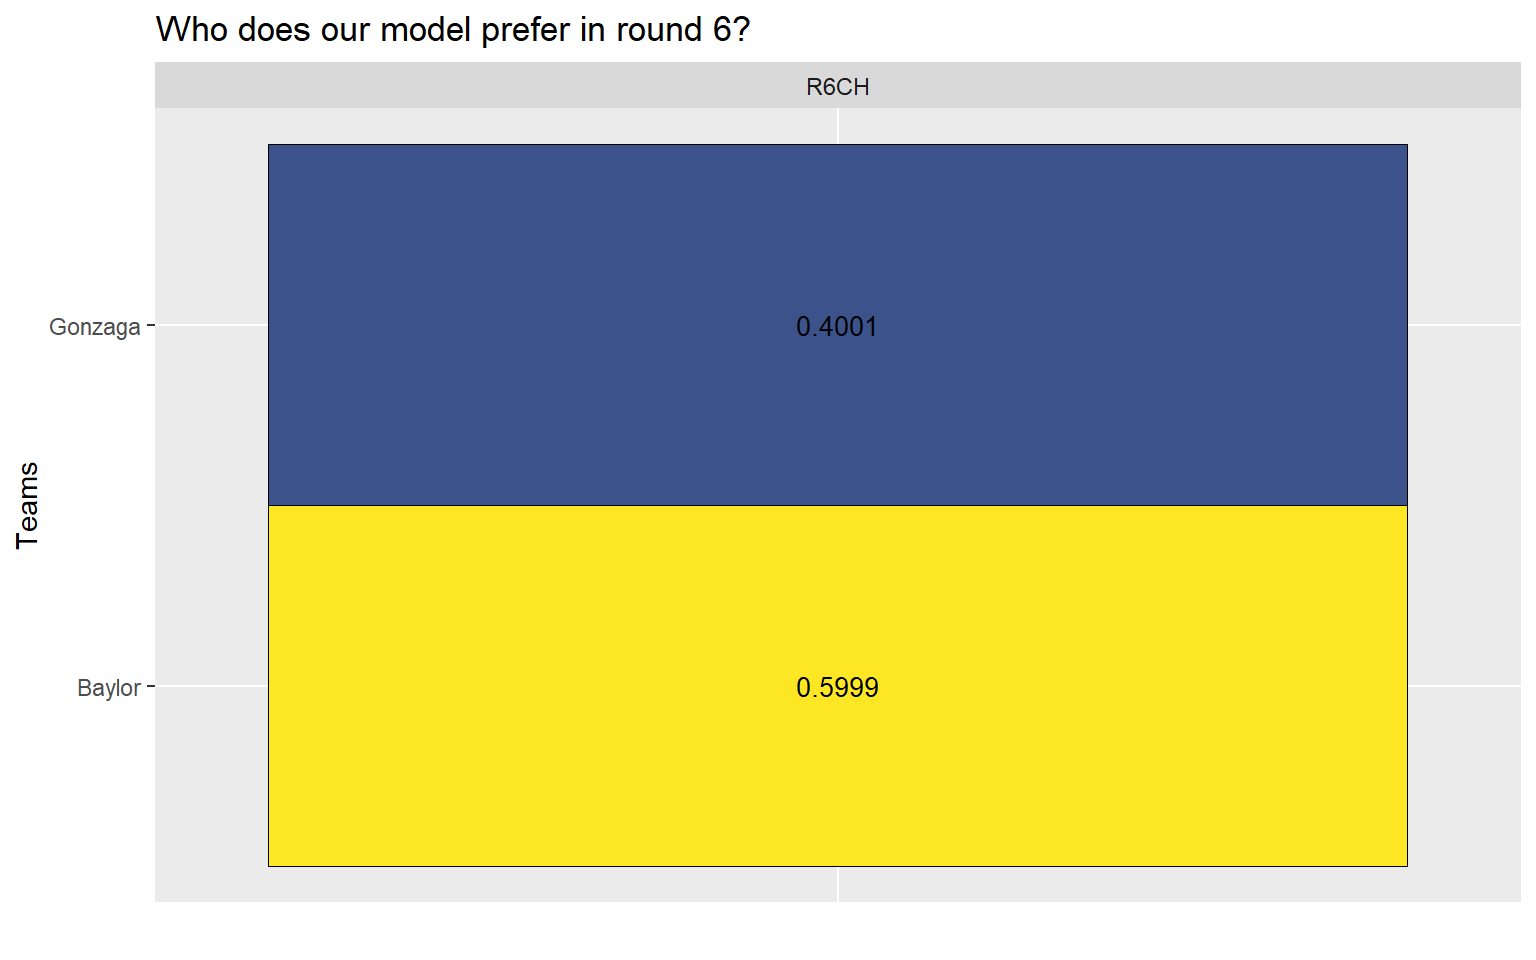 Who does our model prefer in round 6?
R6CH
Gonzaga
0.4001
Teams
Baylor
0.5999